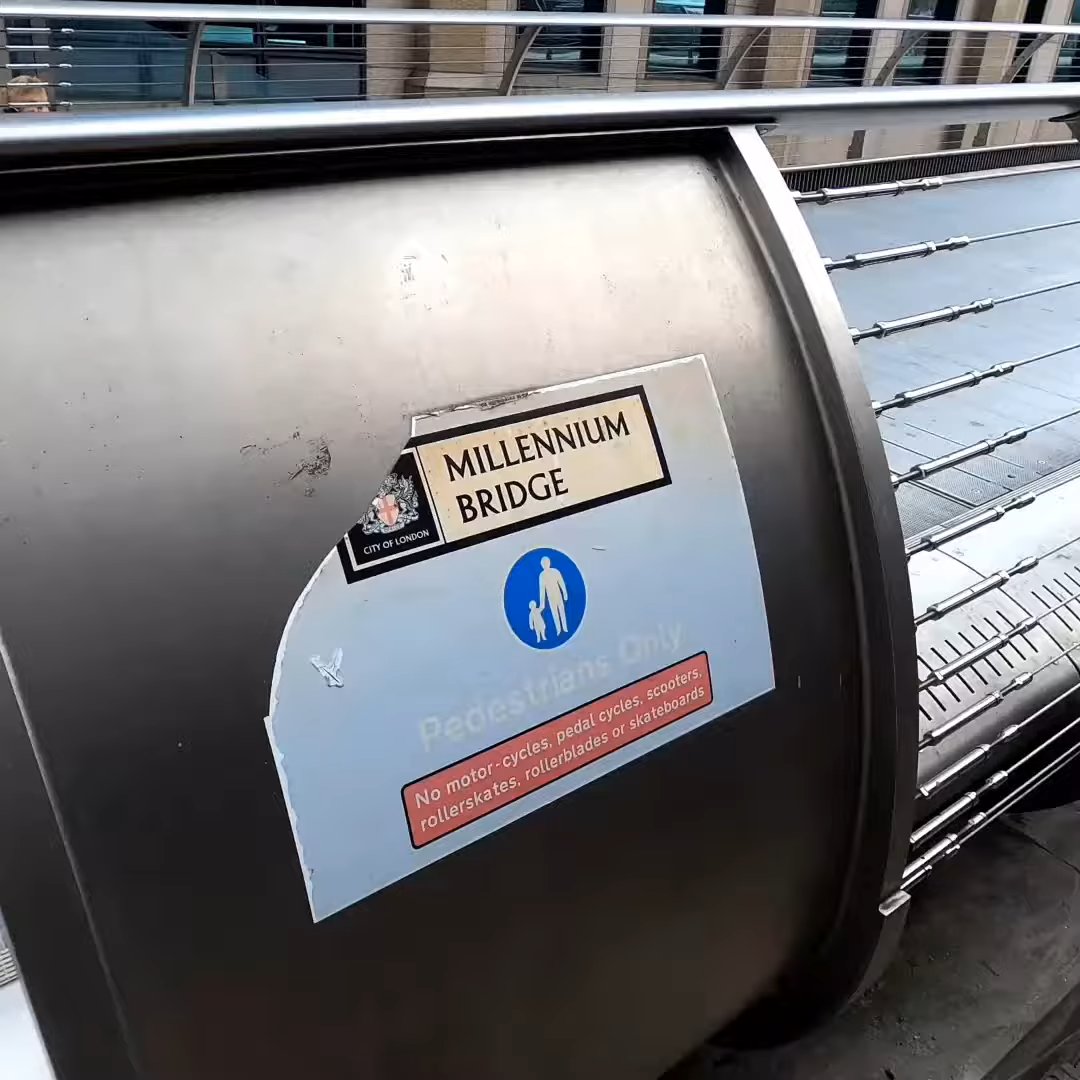 MILLENNIUM
BRIDGE
CITY OF LONDON
Pedestrians Only
No motor-cycles, pedal cycles, scooters,
rollerskates, rollerblades or skateboards